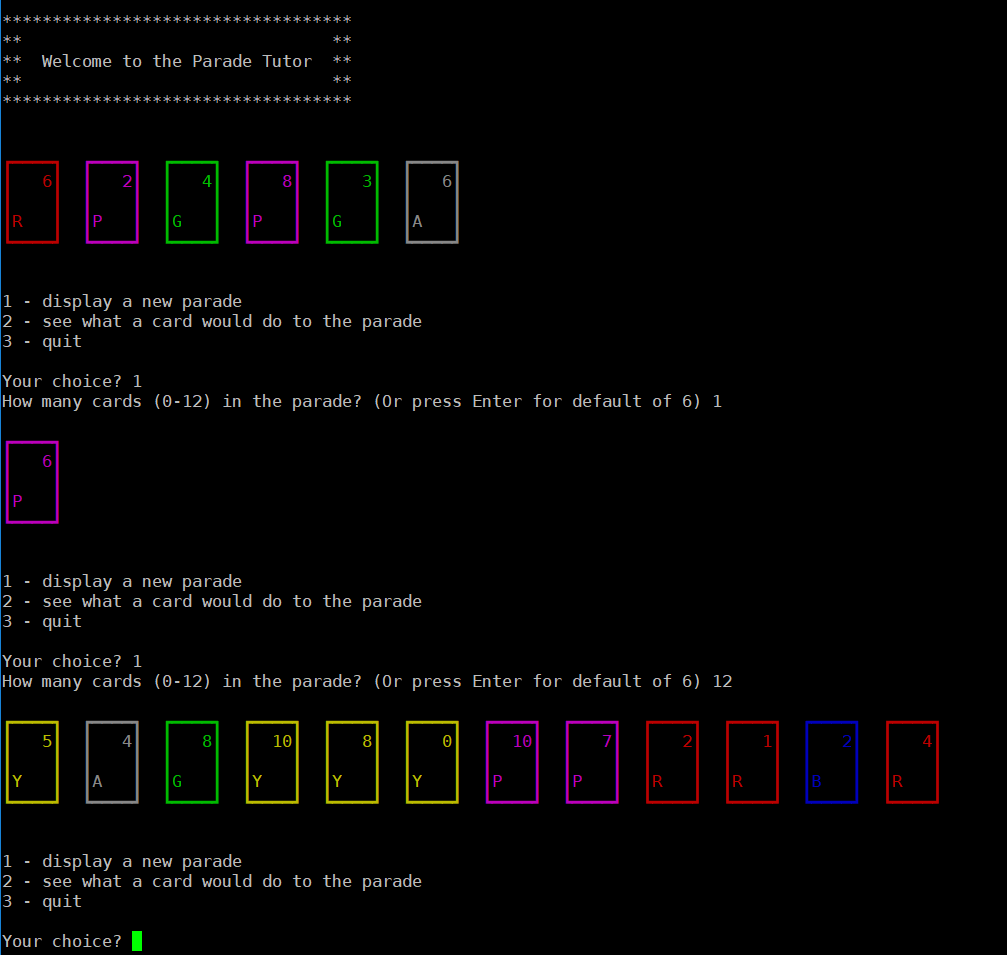 ***********************************
** **
** Welcome to the Parade Tutor **
** **
***********************************
6 2 4 8 3 6
R P G P G A
1 - display a new parade
2 - see what a card would do to the parade
3 - quit
Your choice? 1
How many cards (0-12) in the parade? (Or press Enter for default of 6) 1
6
P
1 - display a new parade
2 - see what a card would do to the parade
3 - quit
Your choice? 1
How many cards (0-12) in the parade? (Or press Enter for default of 6) 12
5 4 8 10 8 0 10 7 2 1 2 4
Y A G Y Y Y P P R R B R
1 - display a new parade
2 - see what a card would do to the parade
3 - quit
Your choice?